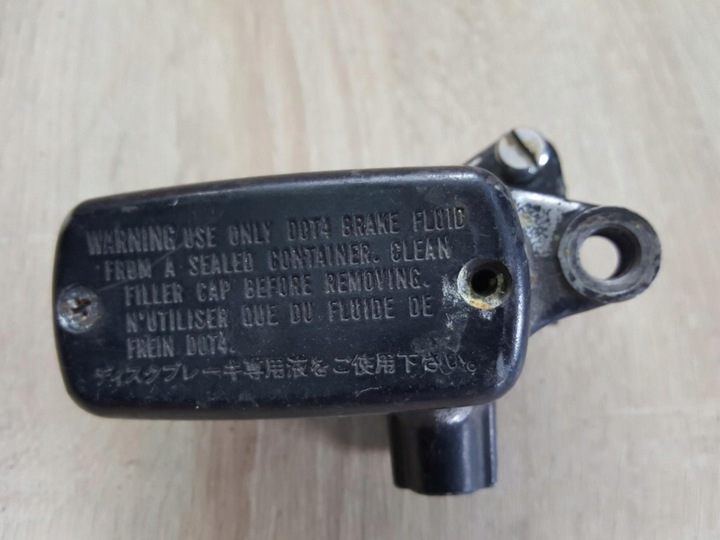 WARNING USE ONLY DOT4 BRAKE FLUID
FROM A SEALED CONTAINER. CLEAN
FILLER CAP BEFORE REMOVING.
N'UTILISER QUE DU FLUIDE DE
FREIN DOT4.
ディスクブレーキ専用液をご使用下さい。